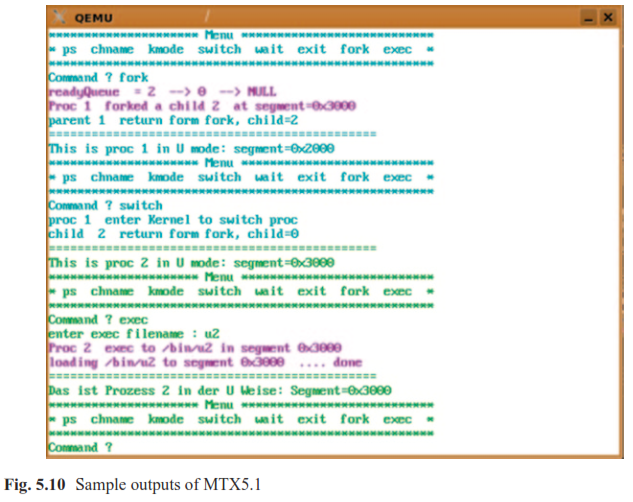 QEMU
********************* Menu ***************************
* ps chname kmode switch wait exit fork exec *
******************************************************
Command ? fork
readyQueue = 2 --> 0 --> NULL
Proc 1 forked a child 2 at segment=0x3000
parent 1 return form fork, child=2
==============================================
This is proc 1 in U mode: segment=0x2000
********************* Menu ***************************
* ps chname kmode switch wait exit fork exec *
******************************************************
Command ? switch
proc 1 enter Kernel to switch proc
child 2 return form fork, child=0
==============================================
This is proc 2 in U mode: segment=0x3000
********************* Menu ***************************
* ps chname kmode switch wait exit fork exec *
******************************************************
Command ? exec
enter exec filename : u2
Proc 2 exec to /bin/u2 in segment 0x3000
loading /bin/u2 to segment 0x3000 .... done
==============================================
Das ist Prozess 2 in der U Weise: Segment=0x3000
********************* Menu ***************************
* ps chname kmode switch wait exit fork exec *
******************************************************
Command ?
Fig. 5.10 Sample outputs of MTX5.1